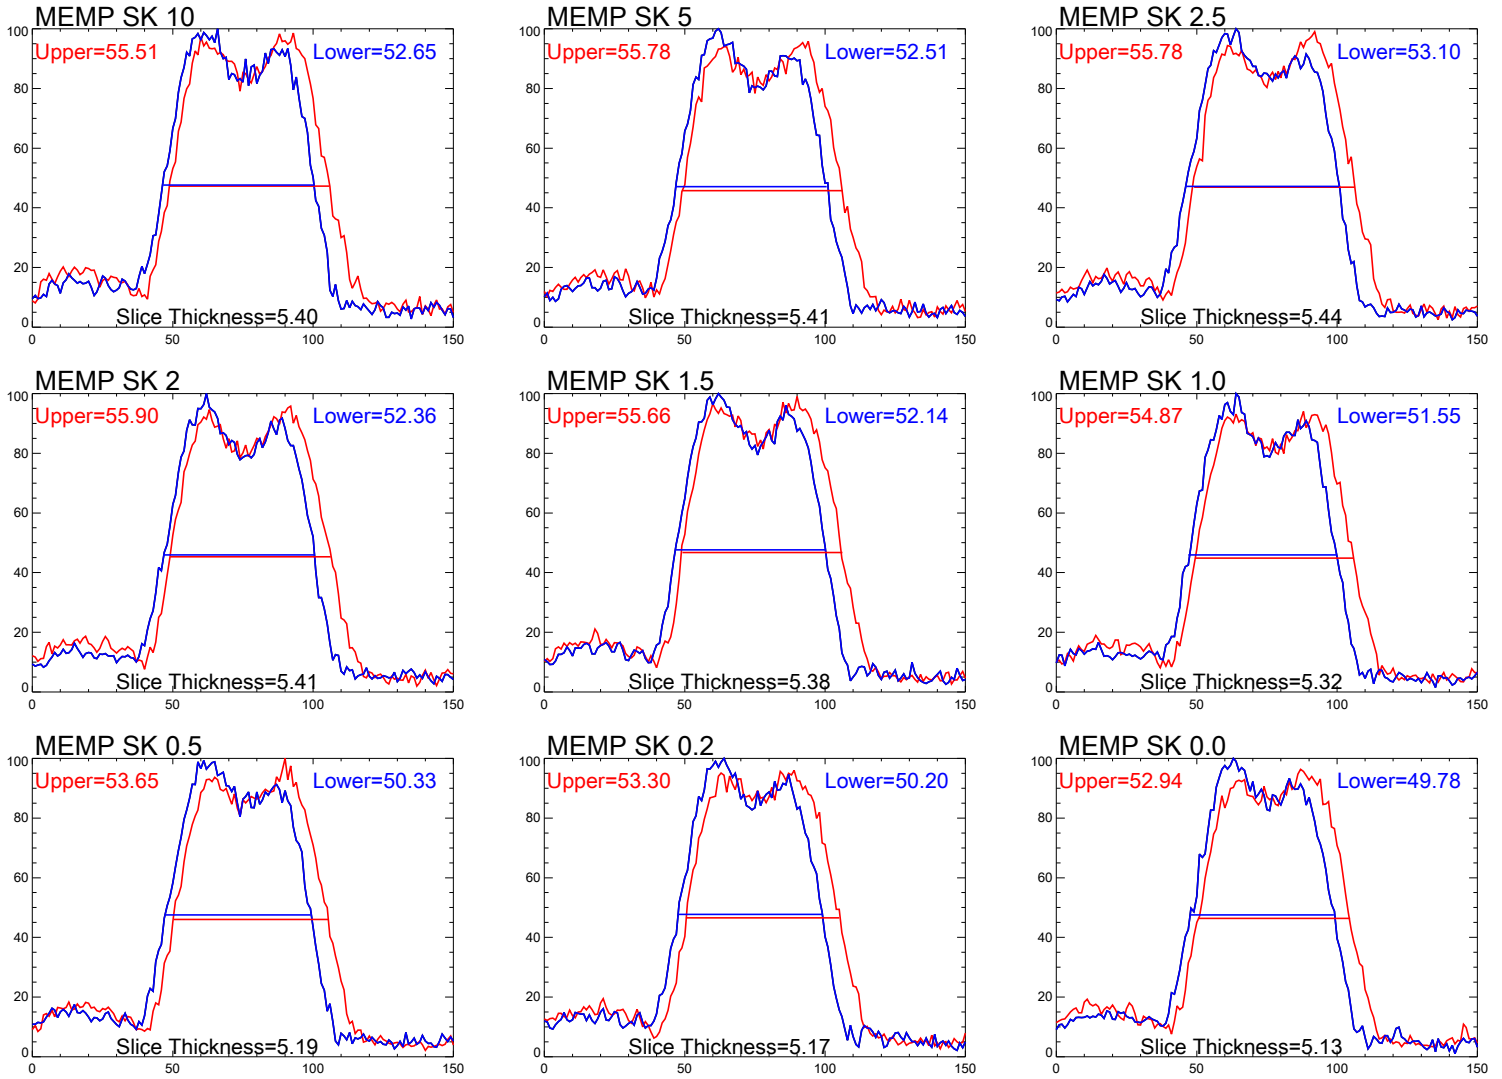 MEMP SK 10
Upper=55.51 Lower=52.65
100
80
60
40
20
0
Slice Thickness=5.40
0 50 100 150
MEMP SK 5
Upper=55.78 Lower=52.51
100
80
60
40
20
0
Slice Thickness=5.41
0 50 100 150
MEMP SK 2.5
Upper=55.78 Lower=53.10
100
80
60
40
20
0
Slice Thickness=5.44
0 50 100 150
MEMP SK 2
Upper=55.90 Lower=52.36
100
80
60
40
20
0
Slice Thickness=5.41
0 50 100 150
MEMP SK 1.5
Upper=55.66 Lower=52.14
100
80
60
40
20
0
Slice Thickness=5.38
0 50 100 150
MEMP SK 1.0
Upper=54.87 Lower=51.55
100
80
60
40
20
0
Slice Thickness=5.32
0 50 100 150
MEMP SK 0.5
Upper=53.65 Lower=50.33
100
80
60
40
20
0
Slice Thickness=5.19
0 50 100 150
MEMP SK 0.2
Upper=53.30 Lower=50.20
100
80
60
40
20
0
Slice Thickness=5.17
0 50 100 150
MEMP SK 0.0
Upper=52.94 Lower=49.78
100
80
60
40
20
0
Slice Thickness=5.13
0 50 100 150